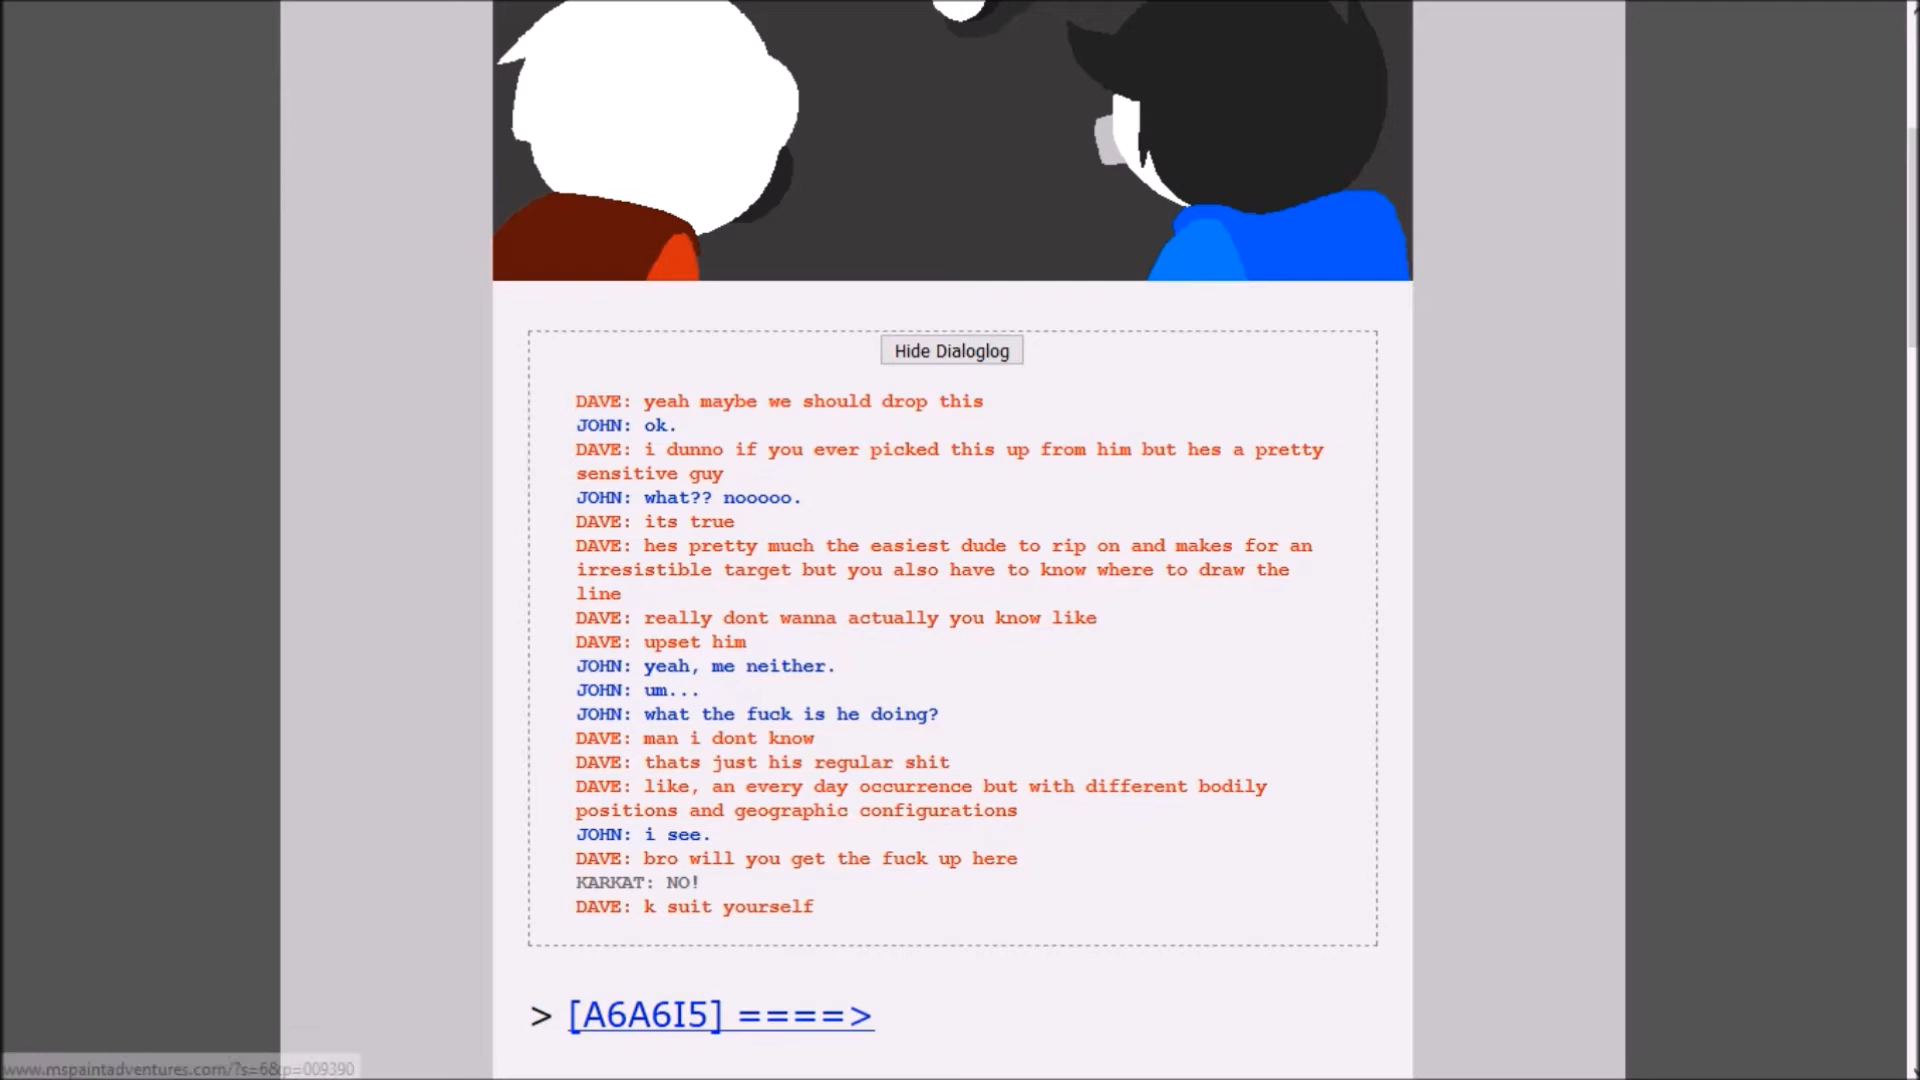 Hide Dialoglog
DAVE: yeah maybe we should drop this
JOHN: ok.
DAVE: i dunno if you ever picked this up from him but hes a pretty
sensitive guy
JOHN: what?? nooooo.
DAVE: its true
DAVE: hes pretty much the easiest dude to rip on and makes for an
irresistible target but you also have to know where to draw the
line
DAVE: really dont wanna actually you know like
DAVE: upset him
JOHN: yeah, me neither.
JOHN: um...
JOHN: what the fuck is he doing?
DAVE: man i dont know
DAVE: thats just his regular shit
DAVE: like, an every day occurrence but with different bodily
positions and geographic configurations
JOHN: i see.
DAVE: bro will you get the fuck up here
KARKAT: NO!
DAVE: k suit yourself
> [A6A6I5] ====>
www.mspaintadventures.com/?s=6&p=009390